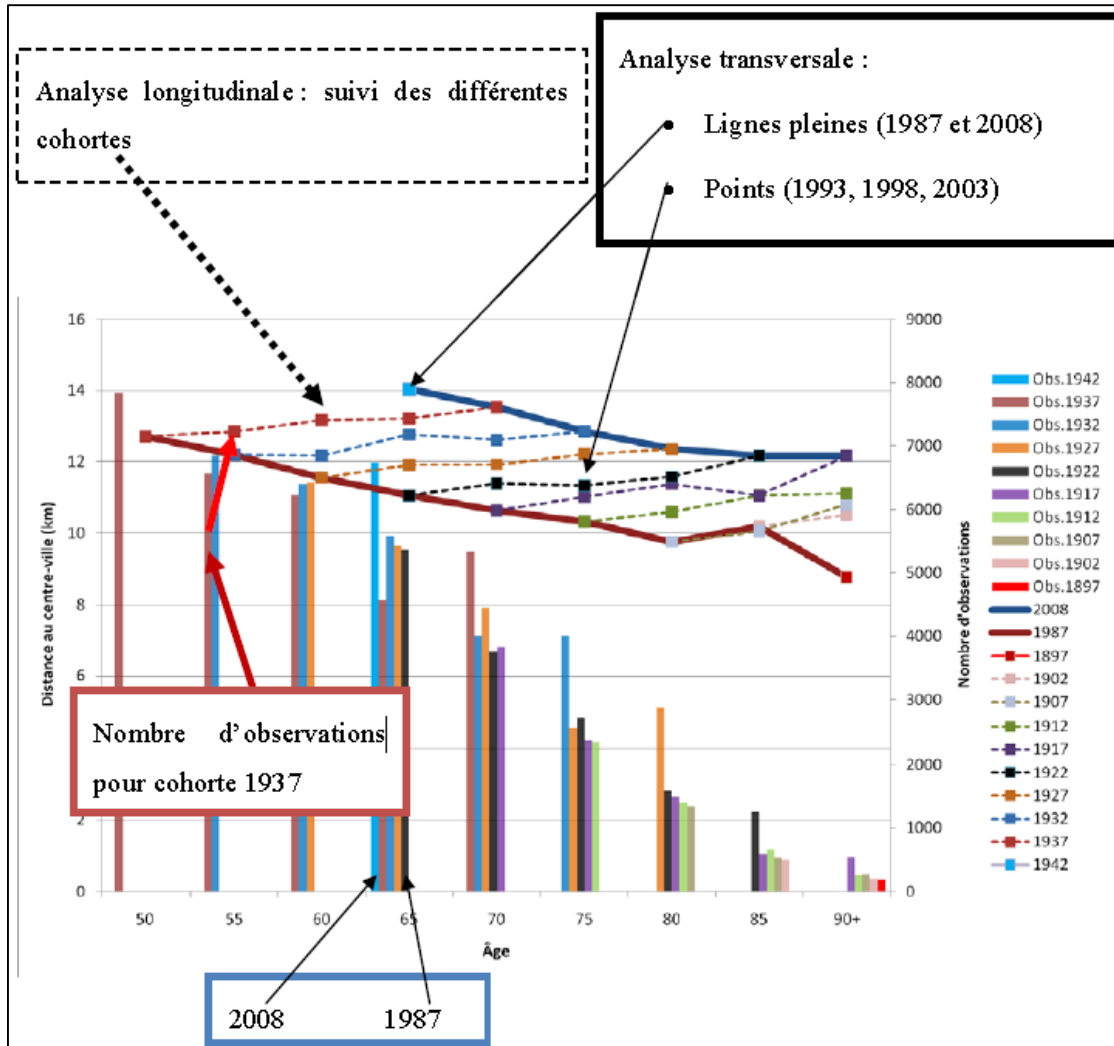 Analyse longitudinale : suivi des différentes
cohortes
Analyse transversale :
• Lignes pleines (1987 et 2008)
• Points (1993, 1998, 2003)
16
14
12
10
8
6
2
0
Distance au centre-ville (km)
9000
8000
7000
6000
5000
4000
3000
2000
1000
0
Nombre d'observations
Nombre d'observations
pour cohorte 1937
50
55
60
65
70
75
80
85
90+
Âge
2008
1987
Obs.1942
Obs.1937
Obs.1932
Obs.1927
Obs.1922
Obs.1917
Obs.1912
Obs.1907
Obs.1902
Obs.1897
2008
1987
1897
1902
1907
1912
1917
1922
1927
1932
1937
1942